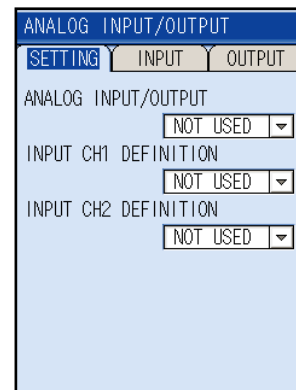 ANALOG INPUT/OUTPUT
SETTING INPUT OUTPUT
ANALOG INPUT/OUTPUT
NOT USED
INPUT CH1 DEFINITION
NOT USED
INPUT CH2 DEFINITION
NOT USED